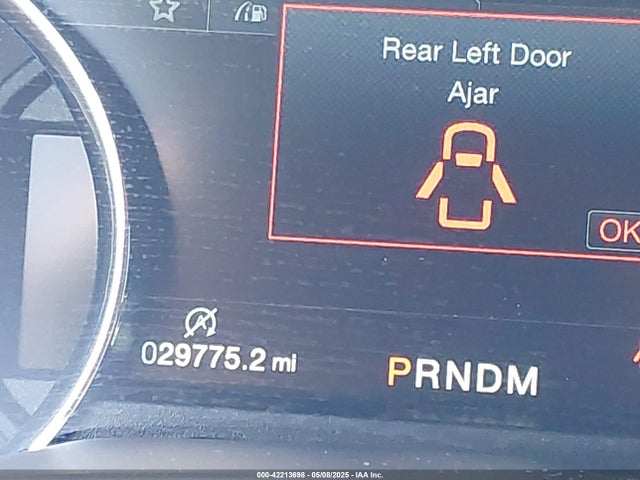 Rear Left Door
Ajar
OK
029775.2 mi
PRNDM
000-42213698 - 05/08/2025 - IAA Inc.